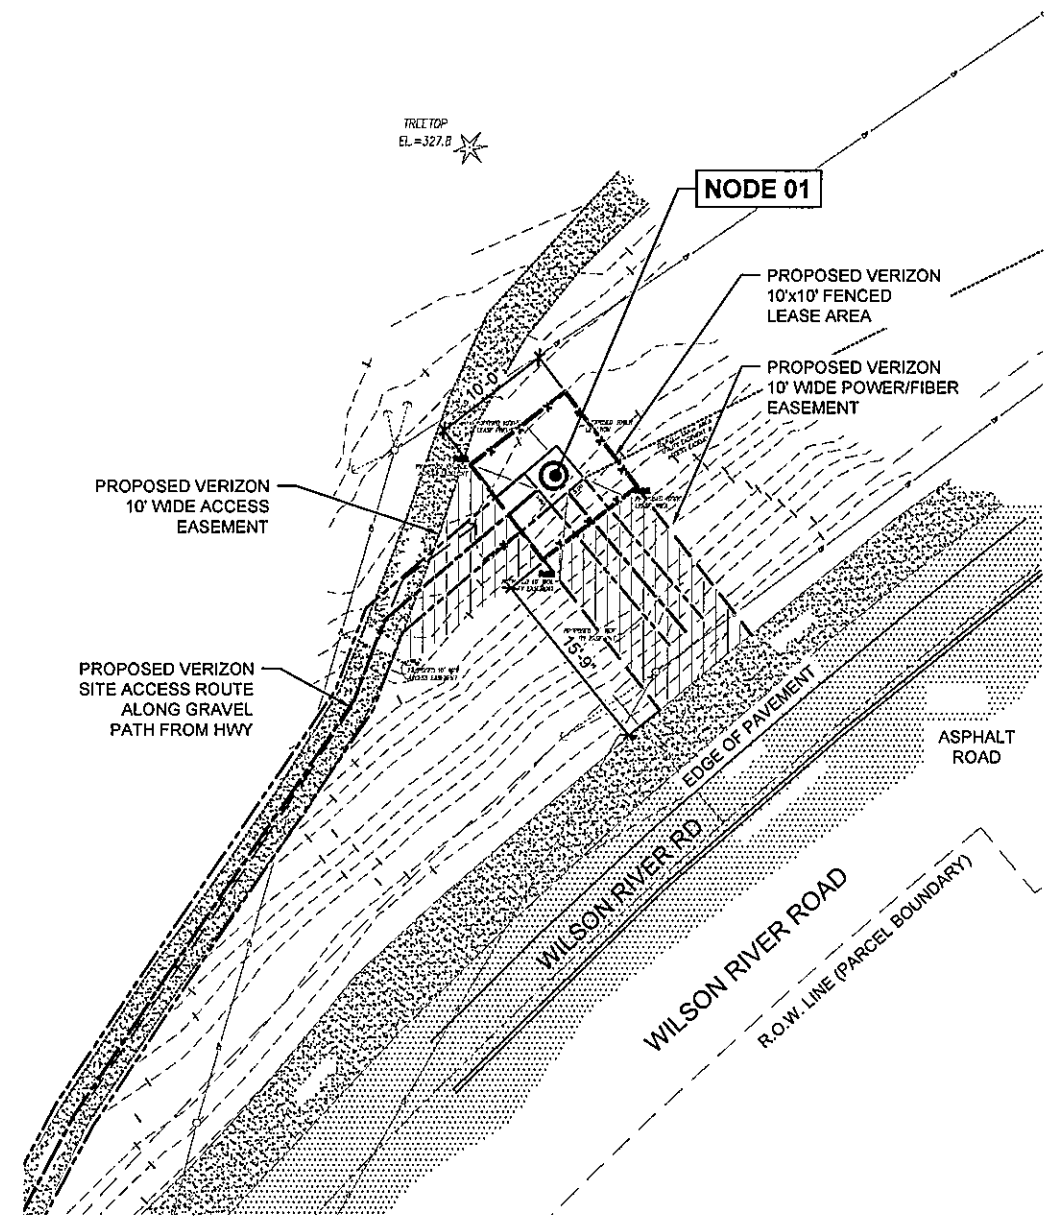 TREETOP
EL.=327.8
NODE 01
PROPOSED VERIZON
10'x10' FENCED
LEASE AREA
PROPOSED VERIZON
10' WIDE POWER/FIBER
EASEMENT
10'-0"
PROPOSED VERIZON
10' WIDE ACCESS
EASEMENT
15'-9"
PROPOSED VERIZON
SITE ACCESS ROUTE
ALONG GRAVEL
PATH FROM HWY
EDGE OF PAVEMENT
ASPHALT
ROAD
WILSON RIVER RD
WILSON RIVER ROAD
R.O.W. LINE (PARCEL BOUNDARY)